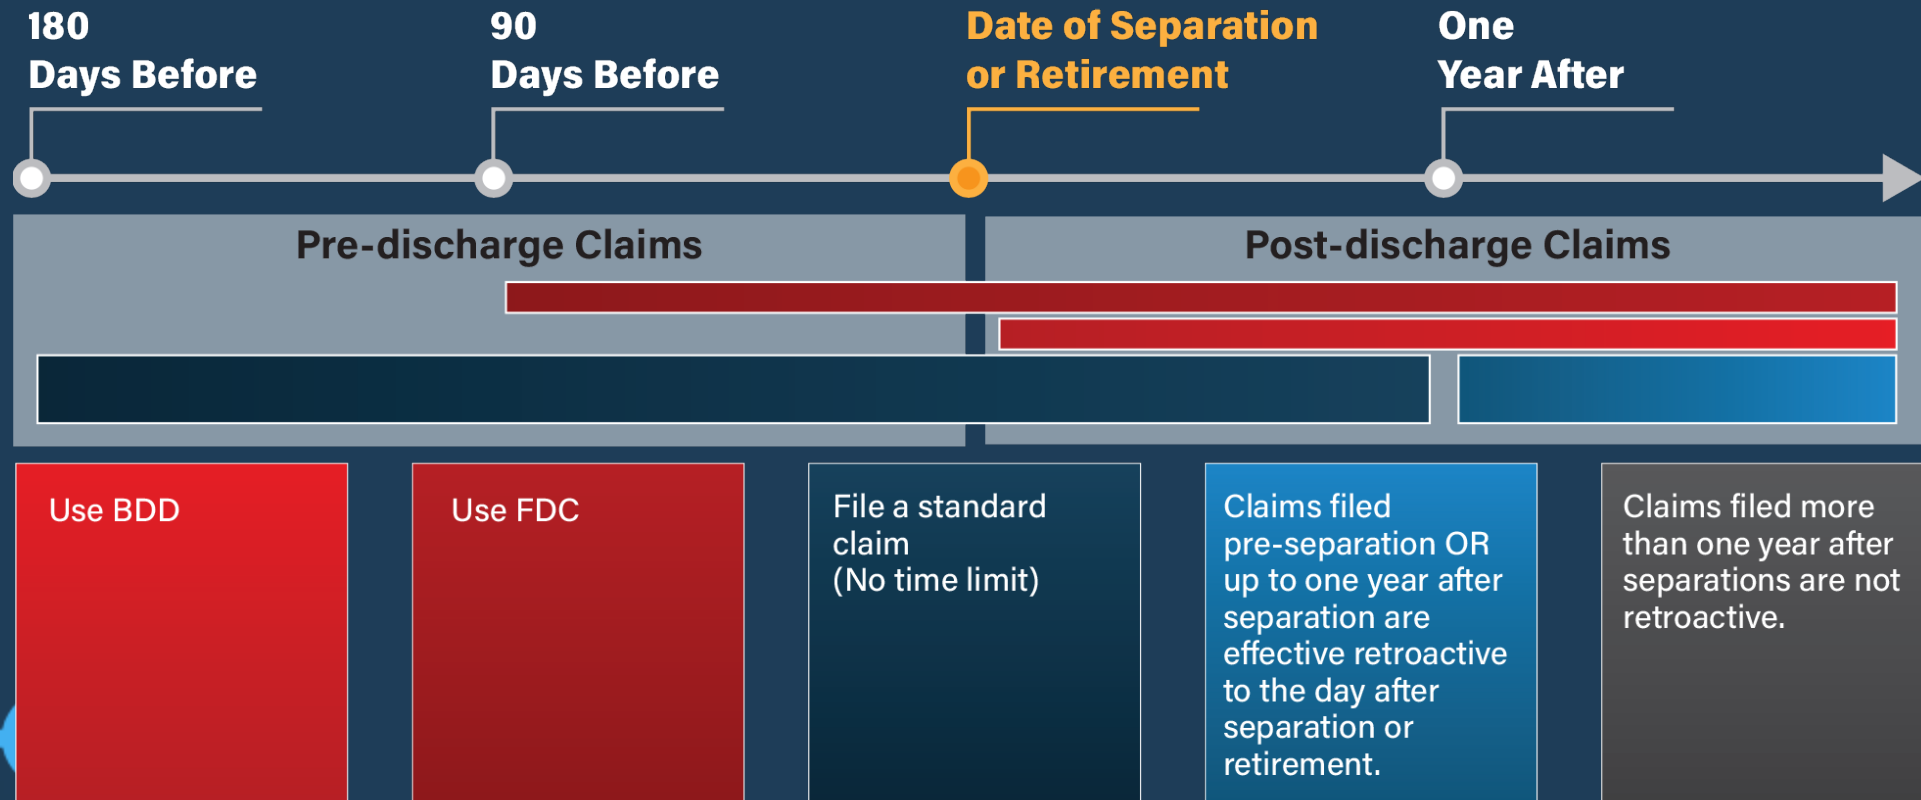 180
Days Before
90
Days Before
Date of Separation
or Retirement
One
Year After
Pre-discharge Claims
Post-discharge Claims
Use BDD
Use FDC
File a standard
claim
(No time limit)
Claims filed
pre-separation OR
up to one year after
separation are
effective retroactive
to the day after
separation or
retirement.
Claims filed more
than one year after
separations are not
retroactive.